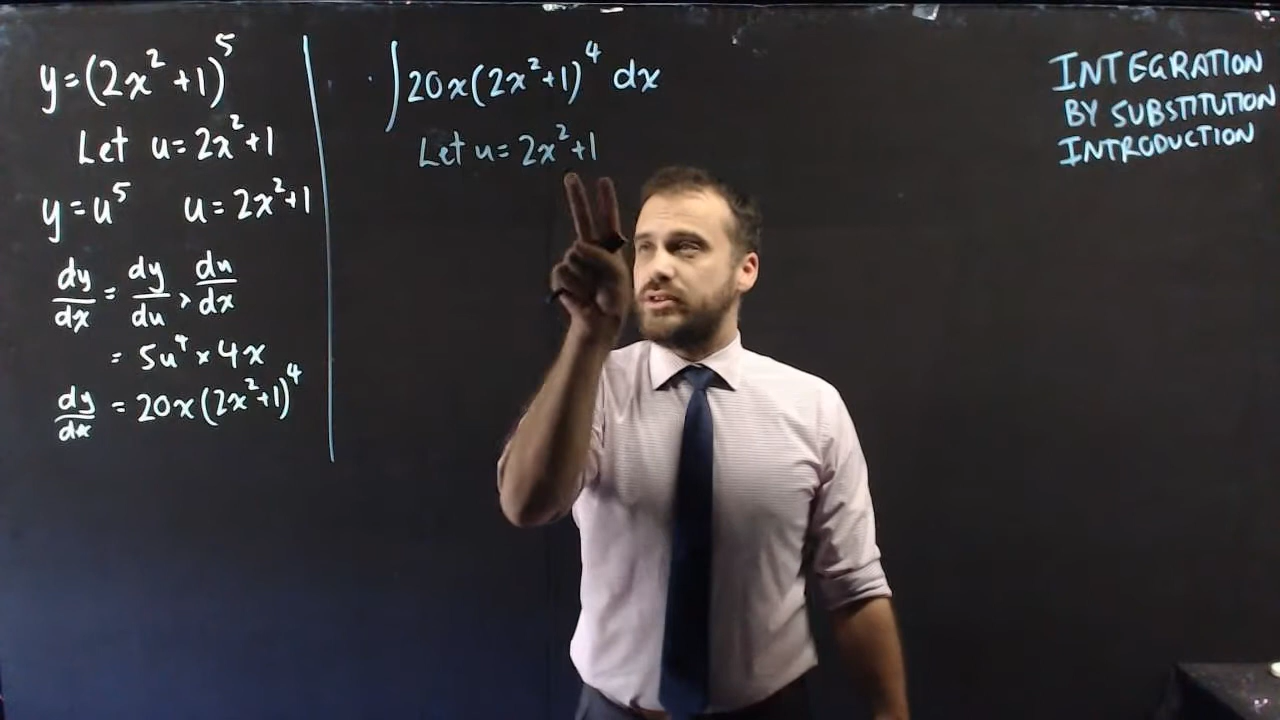 y=(2x²+1)⁵
Let u=2x²+1
y=u⁵ u=2x²+1
dy/dx = dy/du × du/dx
= 5u⁴ × 4x
dy/dx = 20x(2x²+1)⁴
∫20x(2x²+1)⁴ dx
Let u=2x²+1
INTEGRATION
BY SUBSTITUTION
INTRODUCTION